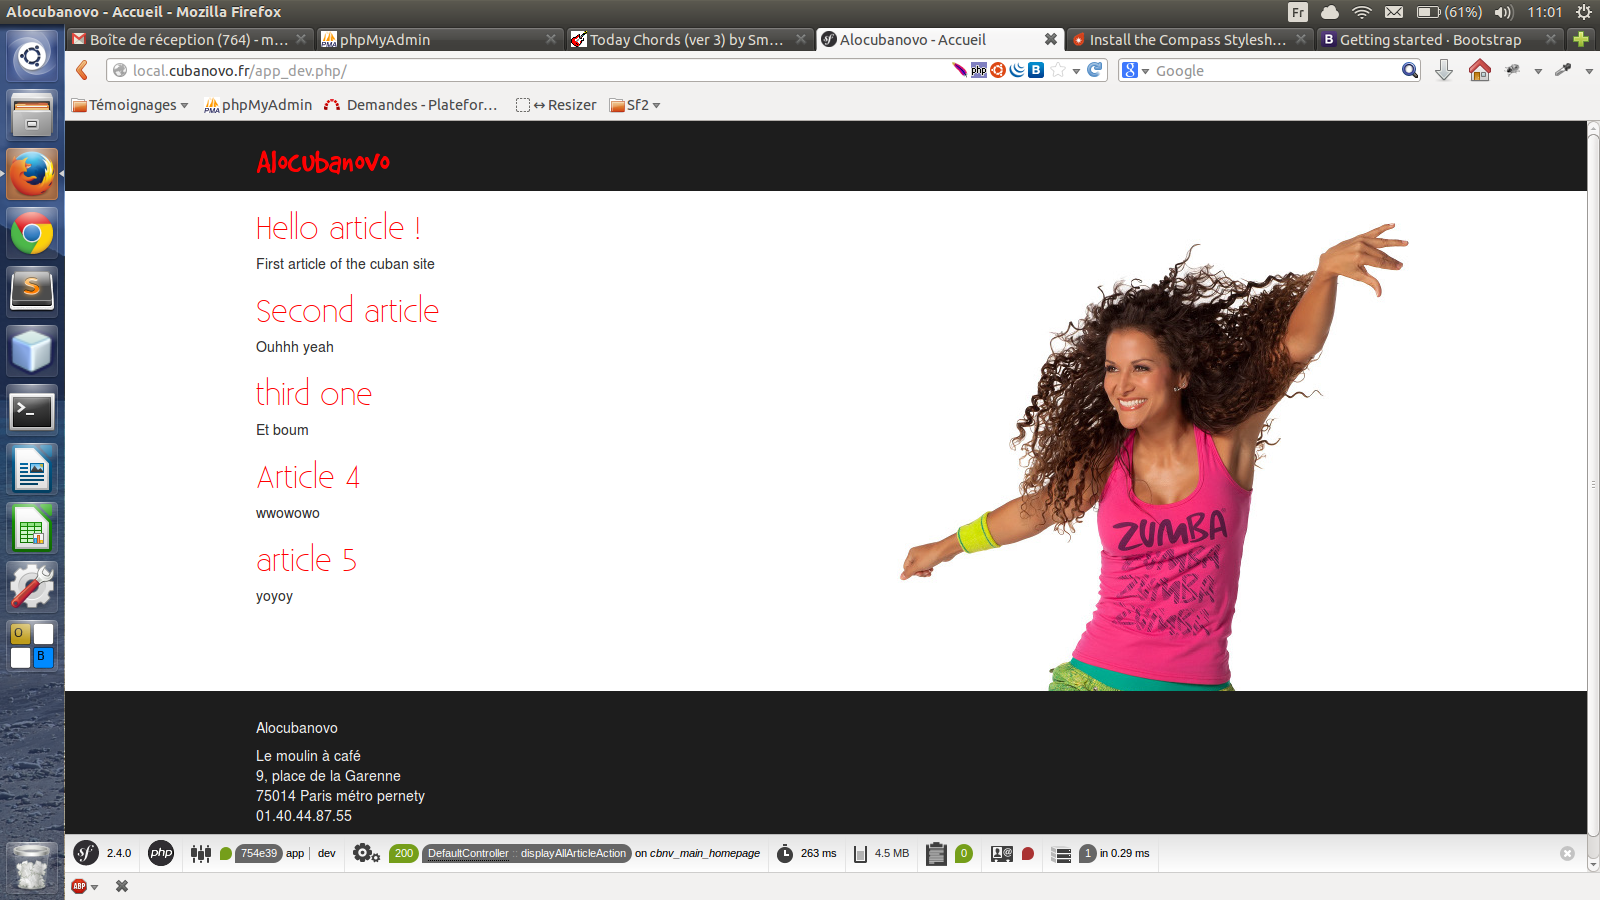 Alocubanovo - Accueil - Mozilla Firefox
Fr
(61%)
11:01
Boîte de réception (764) - m...
phpMyAdmin
Today Chords (ver 3) by Sm...
Alocubanovo - Accueil
Install the Compass Stylesh...
Getting started · Bootstrap
local.cubanovo.fr/app_dev.php/
Google
Témoignages
phpMyAdmin
Demandes - Platefor...
Resizer
Sf2
Alocubanovo
Hello article !
First article of the cuban site
Second article
Ouhhh yeah
third one
Et boum
Article 4
wwowowo
article 5
yoyoy
ZUMBA
ZUMBA
ZUMBA
ZUMBA
Alocubanovo
Le moulin à café
9, place de la Garenne
75014 Paris métro pernety
01.40.44.87.55
sf 2.4.0 php 754e39 app dev 200 DefaultController :: displayAllArticleAction on cbnv_main_homepage 263 ms 4.5 MB 0 1 in 0.29 ms
ABP